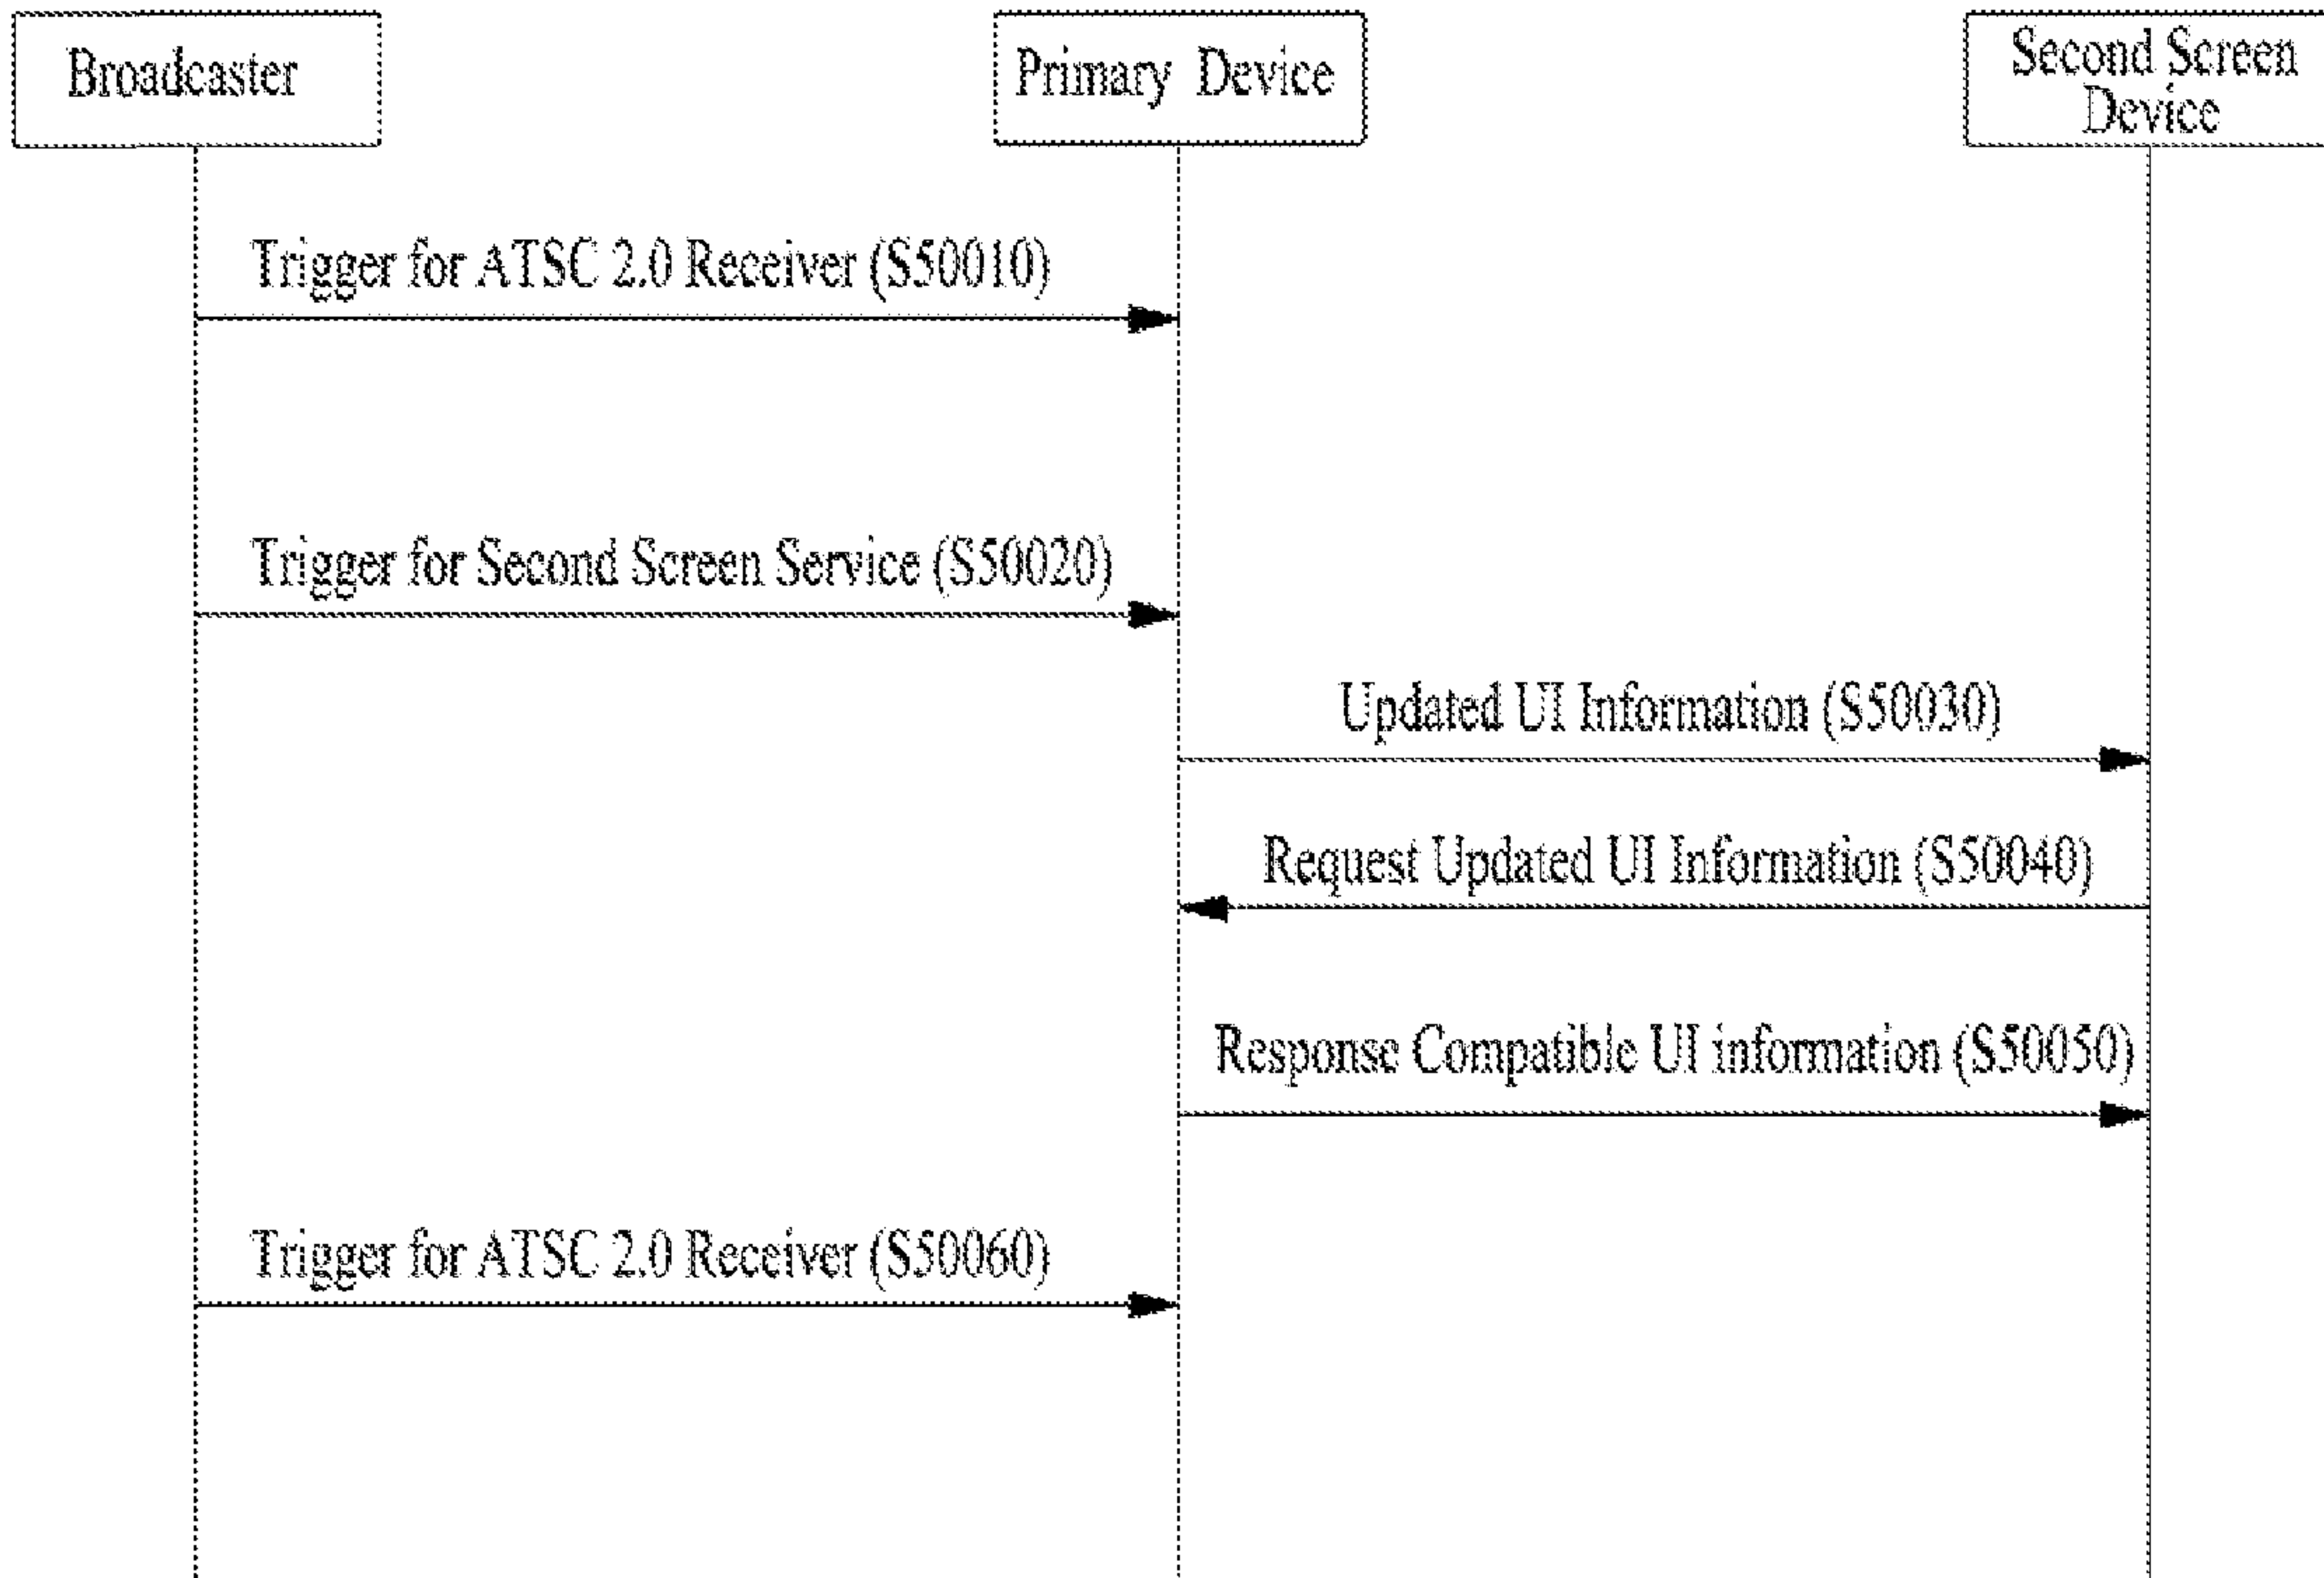 Broadcaster
Primary Device
Second Screen
Device
Trigger for ATSC 2.0 Receiver (S50010)
Trigger for Second Screen Service (S50020)
Updated UI Information (S50030)
Request Updated UI Information (S50040)
Response Compatible UI information (S50050)
Trigger for ATSC 2.0 Receiver (S50060)